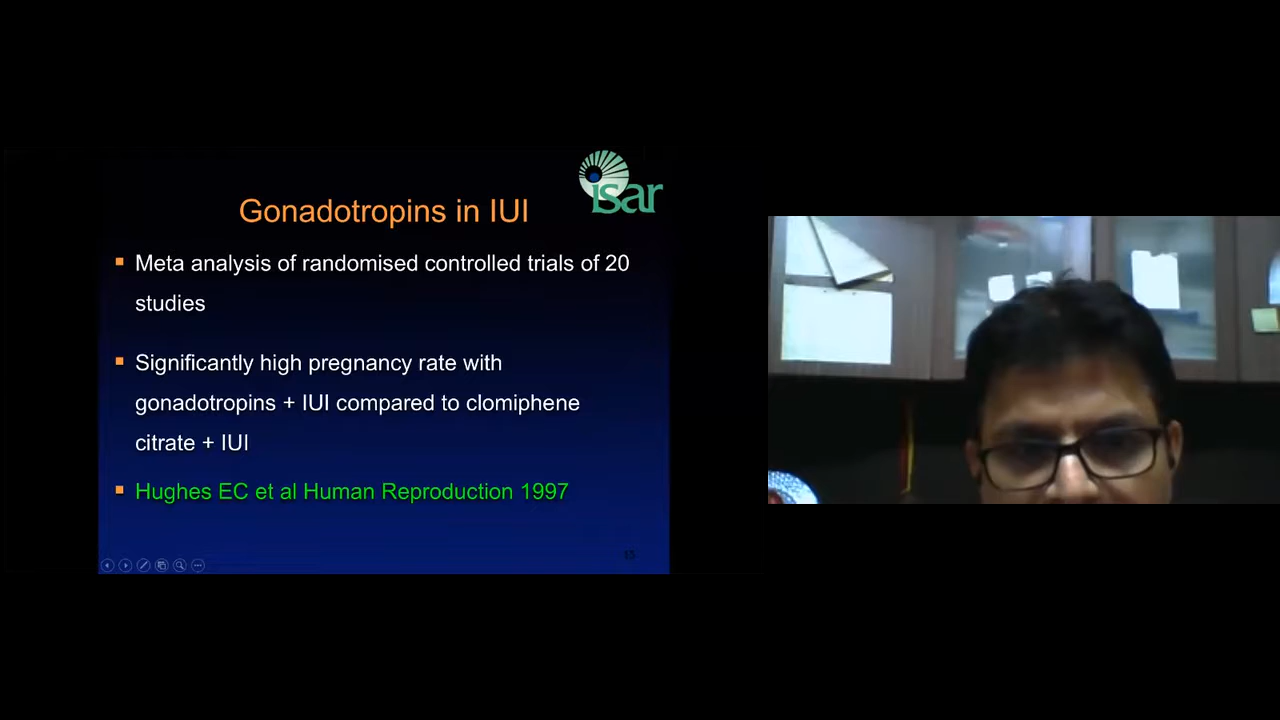 isar
Gonadotropins in IUI
Meta analysis of randomised controlled trials of 20
studies
Significantly high pregnancy rate with
gonadotropins + IUI compared to clomiphene
citrate + IUI
Hughes EC et al Human Reproduction 1997